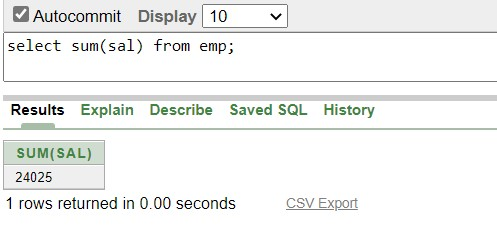 Autocommit Display 10
select sum(sal) from emp;
Results Explain Describe Saved SQL History
SUM(SAL)
24025
1 rows returned in 0.00 seconds CSV Export